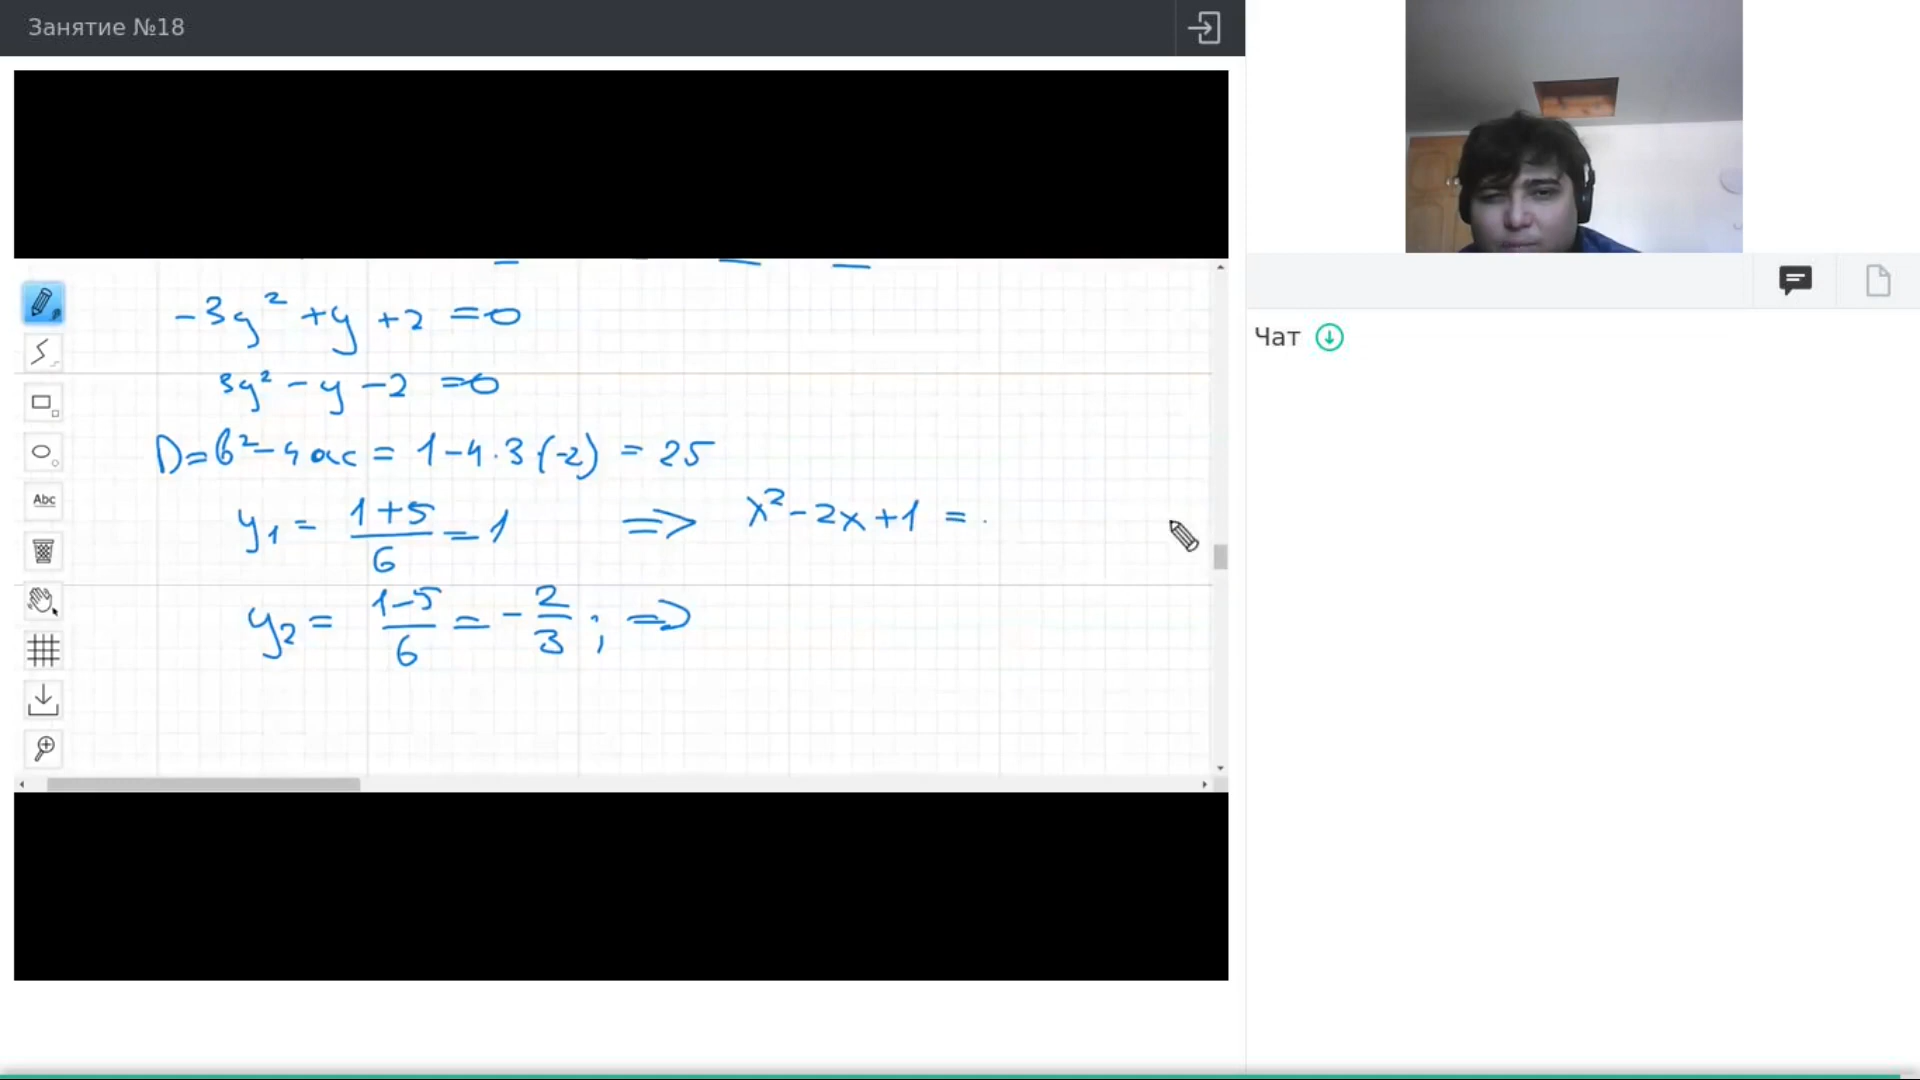 Занятие №18
-3y² +y +2 =0
3y² - y - 2 =0
D=b²-4ac = 1-4·3(-2) = 25
y₁ = (1+5)/6 = 1 => x² - 2x + 1 = .
y₂ = (1-5)/6 = -2/3 ; =>
Abc
Чат